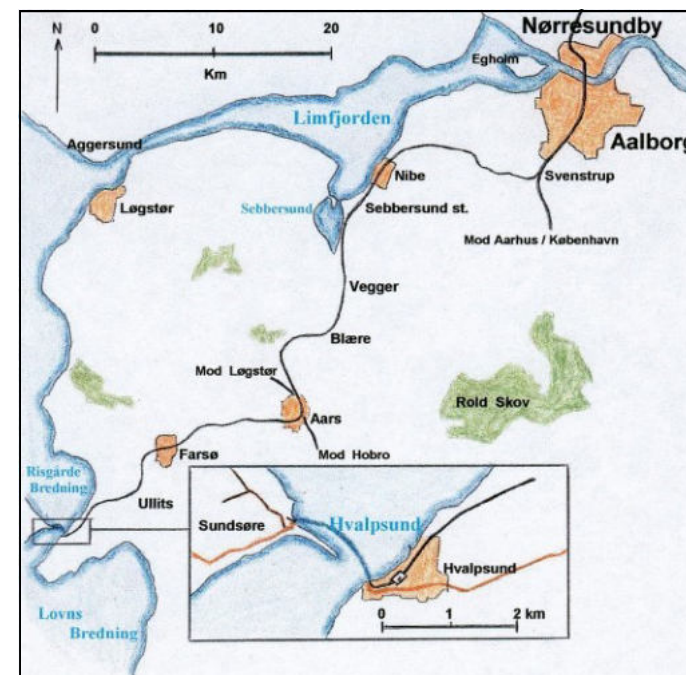 Nørresundby
N
0
10
20
Km
Egholm
Limfjorden
Aggersund
Aalborg
Nibe
Svenstrup
Løgstør
Sebbersund
Sebbersund st.
Mod Aarhus / København
Vegger
Blære
Mod Løgstør
Rold Skov
Aars
Farsø
Mod Hobro
Risgårde
Bredning
Ullits
Sundsøre
Hvalpsund
Hvalpsund
0
1
2 km
Lovns
Bredning